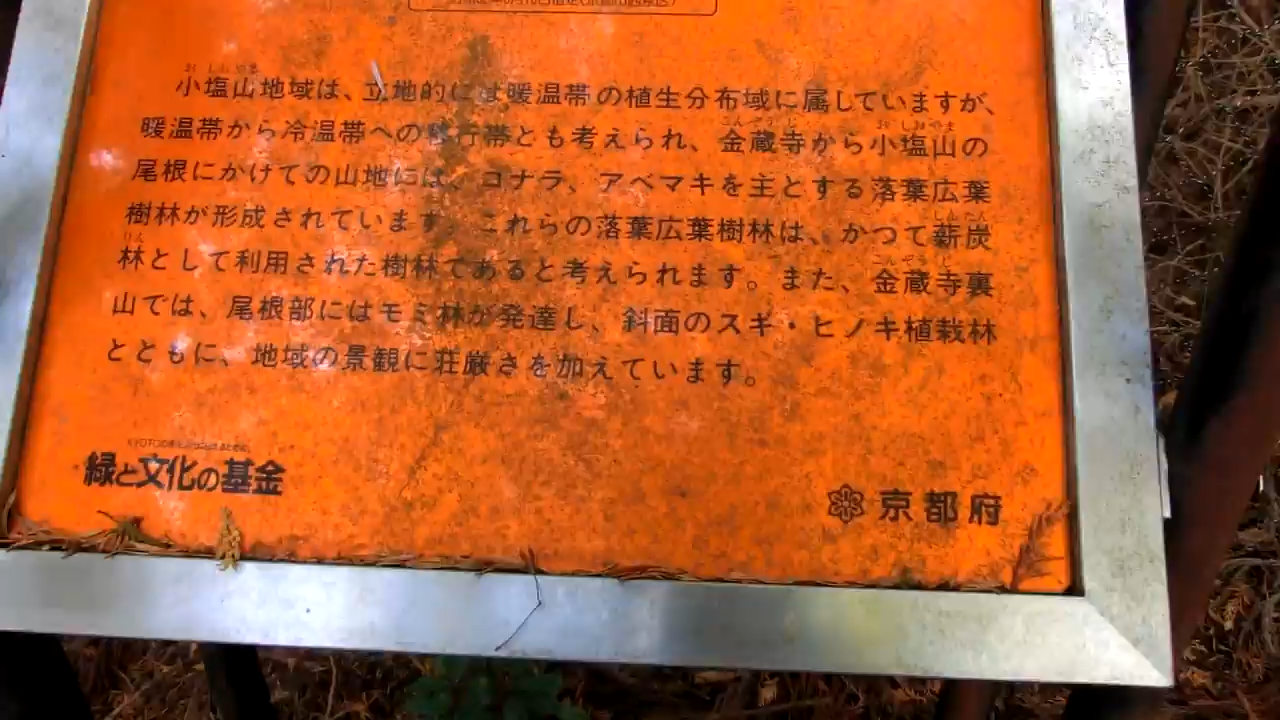 小塩山地域は、立地的には暖温帯の植生分布域に属していますが、
暖温帯から冷温帯への移行帯とも考えられ、金蔵寺から小塩山の
尾根にかけての山地には、コナラ、アベマキを主とする落葉広葉
樹林が形成されています。これらの落葉広葉樹林は、かつて薪炭
林として利用された樹林であると考えられます。また、金蔵寺裏
山では、尾根部にはモミ林が発達し、斜面のスギ・ヒノキ植栽林
とともに、地域の景観に荘厳さを加えています。
緑と文化の基金
京都府